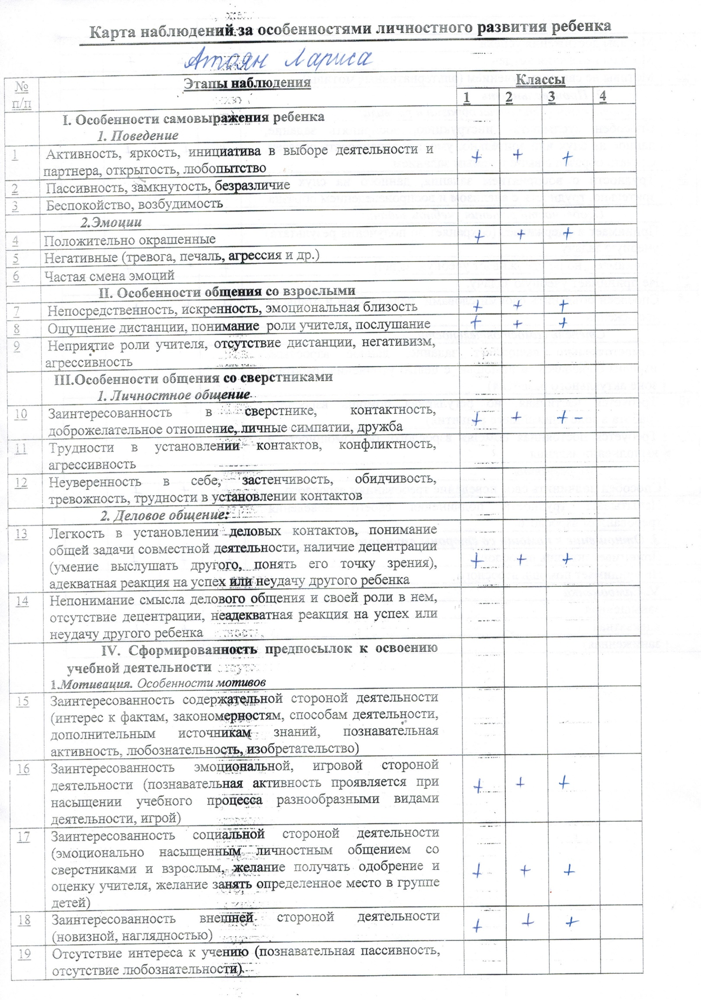 Карта наблюдений за особенностями личностного развития ребенка
Атоян Лариса
№ п/п
Этапы наблюдения
Классы
1 2 3 4
I. Особенности самовыражения ребенка
1. Поведение
1 Активность, яркость, инициатива в выборе деятельности и + + +
партнера, открытость, любопытство
2 Пассивность, замкнутость, безразличие
3 Беспокойство, возбудимость
2.Эмоции
4 Положительно окрашенные + + +
5 Негативные (тревога, печаль, агрессия и др.)
6 Частая смена эмоций
II. Особенности общения со взрослыми
7 Непосредственность, искренность, эмоциональная близость + + +
8 Ощущение дистанции, понимание роли учителя, послушание + + +
9 Неприятие роли учителя, отсутствие дистанции, негативизм,
агрессивность
III.Особенности общения со сверстниками
1. Личностное общение
10 Заинтересованность в сверстнике, контактность, + + + -
доброжелательное отношение, личные симпатии, дружба
11 Трудности в установлении контактов, конфликтность,
агрессивность
12 Неуверенность в себе, застенчивость, обидчивость,
тревожность, трудности в установлении контактов
2. Деловое общение:
13 Легкость в установлении деловых контактов, понимание
общей задачи совместной деятельности, наличие децентрации + + +
(умение выслушать другого, понять его точку зрения),
адекватная реакция на успех или неудачу другого ребенка
14 Непонимание смысла делового общения и своей роли в нем,
отсутствие децентрации, неадекватная реакция на успех или
неудачу другого ребенка
IV. Сформированность предпосылок к освоению
учебной деятельности
1.Мотивация. Особенности мотивов
15 Заинтересованность содержательной стороной деятельности
(интерес к фактам, закономерностям, способам деятельности,
дополнительным источникам знаний, познавательная
активность, любознательность, изобретательство)
16 Заинтересованность эмоциональной, игровой стороной
деятельности (познавательная активность проявляется при + + +
насыщении учебного процесса разнообразными видами
деятельности, игрой)
17 Заинтересованность социальной стороной деятельности
(эмоционально насыщенным личностным общением со
сверстниками и взрослым, желание получать одобрение и + + +
оценку учителя, желание занять определенное место в группе
детей)
18 Заинтересованность внешней стороной деятельности + + +
(новизной, наглядностью)
19 Отсутствие интереса к учению (познавательная пассивность,
отсутствие любознательности)